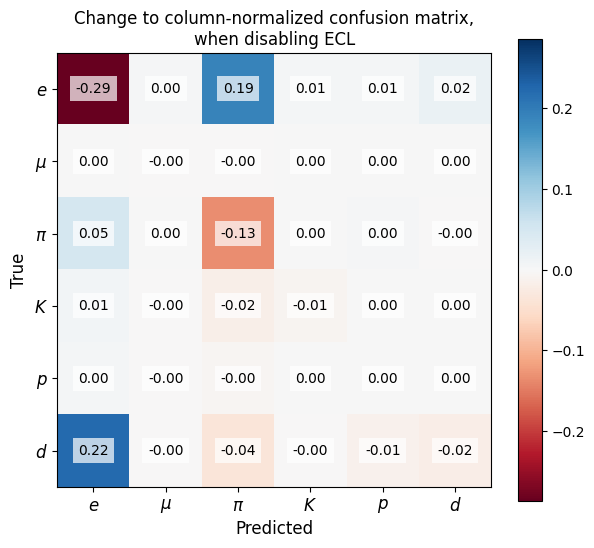 Change to column-normalized confusion matrix,
when disabling ECL
e -0.29 0.00 0.19 0.01 0.01 0.02
μ 0.00 -0.00 -0.00 0.00 0.00 0.00
π 0.05 0.00 -0.13 0.00 0.00 -0.00
K 0.01 -0.00 -0.02 -0.01 0.00 0.00
p 0.00 -0.00 -0.00 0.00 0.00 0.00
d 0.22 -0.00 -0.04 -0.00 -0.01 -0.02
e μ π K p d
True
Predicted
0.2
0.1
0.0
−0.1
−0.2